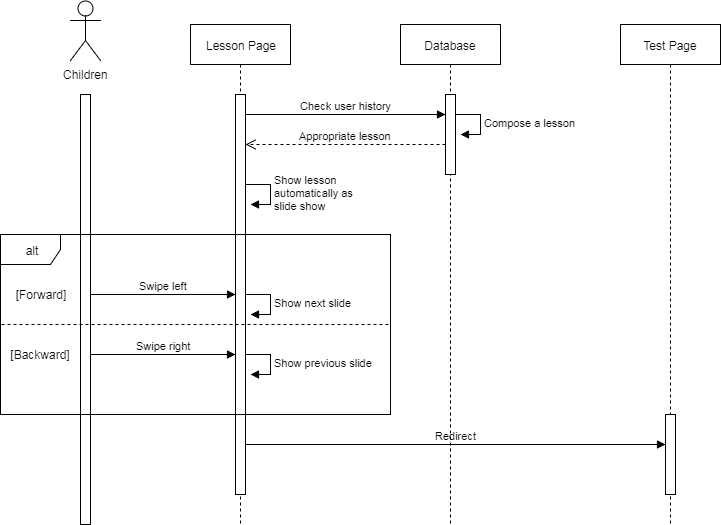 Children
Lesson Page
Database
Test Page
Check user history
Compose a lesson
Appropriate lesson
Show lesson
automatically as
slide show
alt
[Forward]
Swipe left
Show next slide
[Backward]
Swipe right
Show previous slide
Redirect